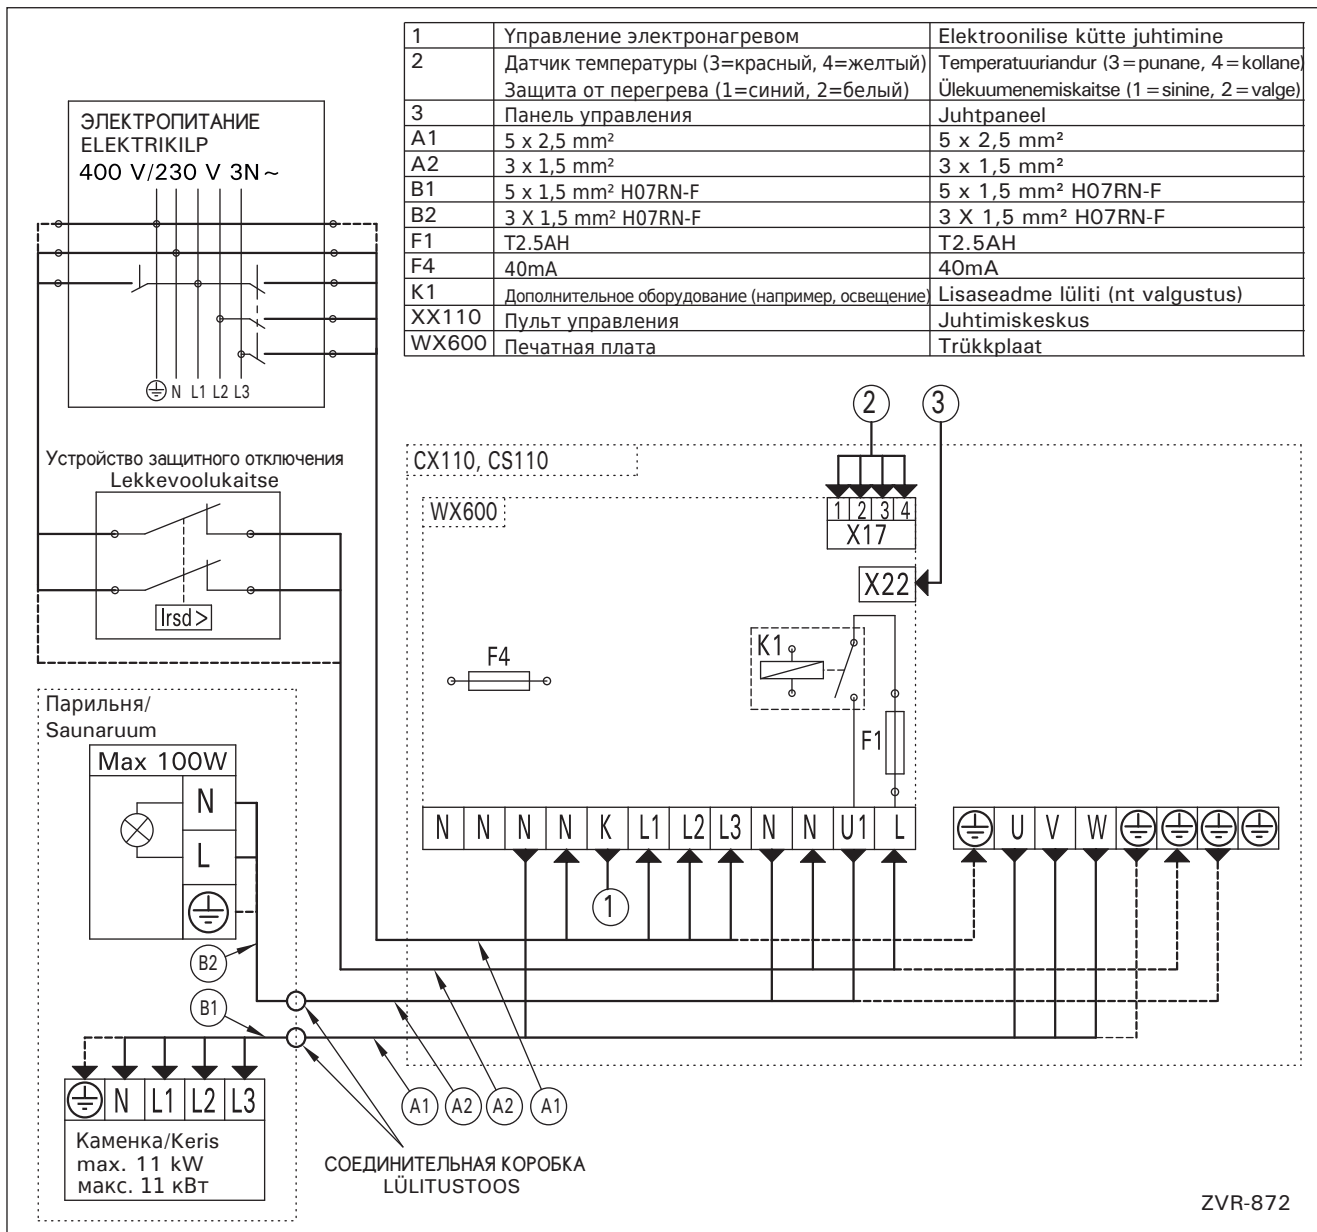 1 Управление электронагревом Elektroonilise kütte juhtimine
2 Датчик температуры (3=красный, 4=желтый) Temperatuuriandur (3=punane, 4=kollane)
Защита от перегрева (1=синий, 2=белый) Ülekuumenemiskaitse (1=sinine, 2=valge)
3 Панель управления Juhtpaneel
A1 5 x 2,5 mm² 5 x 2,5 mm²
A2 3 x 1,5 mm² 3 x 1,5 mm²
B1 5 x 1,5 mm² H07RN-F 5 x 1,5 mm² H07RN-F
B2 3 X 1,5 mm² H07RN-F 3 X 1,5 mm² H07RN-F
F1 T2.5AH T2.5AH
F4 40mA 40mA
K1 Дополнительное оборудование (например, освещение) Lisaseadme lüliti (nt valgustus)
XX110 Пульт управления Juhtimiskeskus
WX600 Печатная плата Trükkplaat
ЭЛЕКТРОПИТАНИЕ
ELEKTRIKILP
400 V/230 V 3N~
N L1 L2 L3
Устройство защитного отключения
Lekkevoolukaitse
Irsd>
2 3
CX110, CS110
WX600
1 2 3 4
X17
X22
K1
F4
F1
N N N N K L1 L2 L3 N N U1 L
U V W
1
Парильня/
Saunaruum
Max 100W
N
L
B2
B1
N L1 L2 L3
Каменка/Keris
max. 11 kW
макс. 11 кВт
A1 A2 A2 A1
СОЕДИНИТЕЛЬНАЯ КОРОБКА
LÜLITUSTOOS
ZVR-872